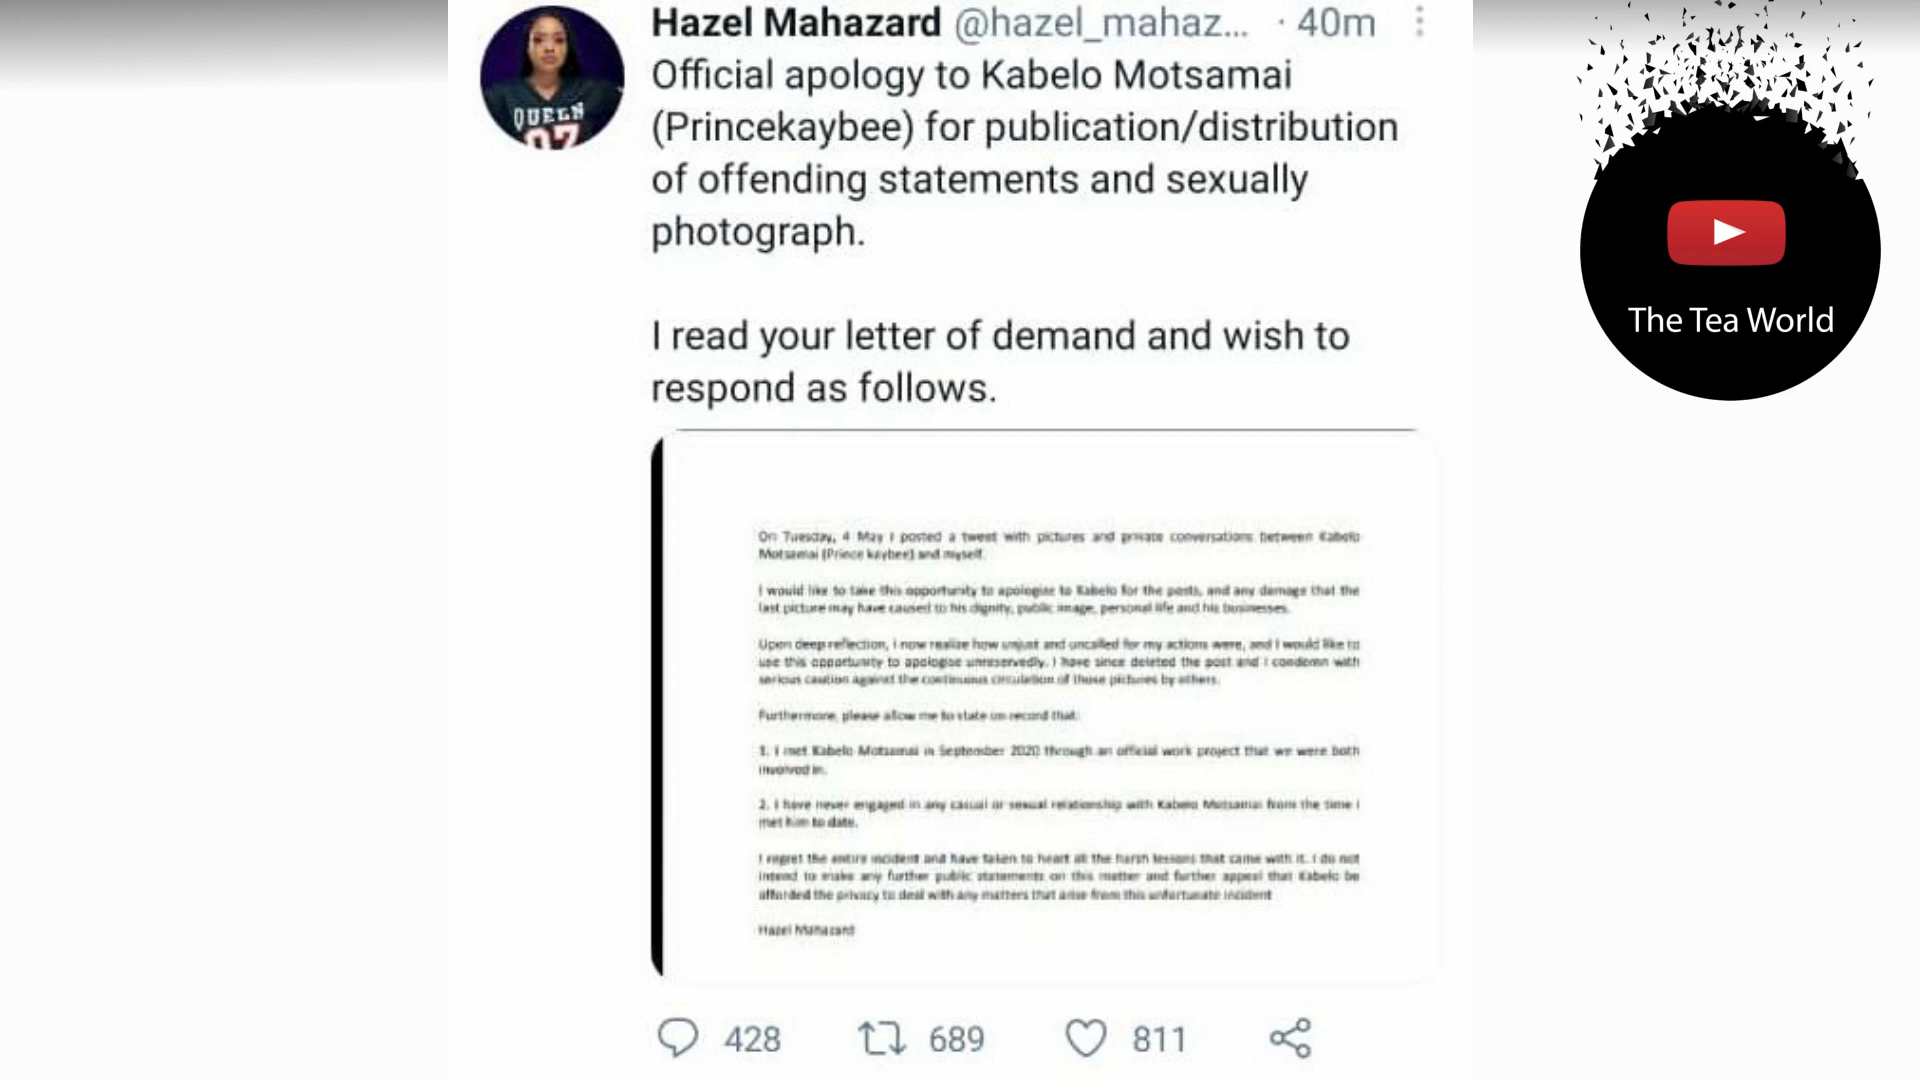 Hazel Mahazard @hazel_mahaz... · 40m
Official apology to Kabelo Motsamai
(Princekaybee) for publication/distribution
of offending statements and sexually
photograph.
I read your letter of demand and wish to
respond as follows.
On Tuesday, 4 May I posted a tweet with pictures and private conversations between Kabelo
Motsamai (Prince kaybee) and myself.
I would like to take this opportunity to apologise to Kabelo for the posts, and any damage that the
last picture may have caused to his dignity, public image, personal life and his businesses.
Upon deep reflection, I now realize how unjust and uncalled for my actions were, and I would like to
use this opportunity to apologise unreservedly. I have since deleted the post and I condemn with
serious caution against the continuous circulation of those pictures by others.
Furthermore, please allow me to state on record that:
1. I met Kabelo Motsamai in September 2020 through an official work project that we were both
involved in.
2. I have never engaged in any casual or sexual relationship with Kabelo Motsamai from the time I
met him to date.
I regret the entire incident and have taken to heart all the harsh lessons that came with it. I do not
intend to make any further public statements on this matter and further appeal that Kabelo be
afforded the privacy to deal with any matters that arise from this unfortunate incident
Hazel Mahazard
428 689 811
QUEEN
07
The Tea World